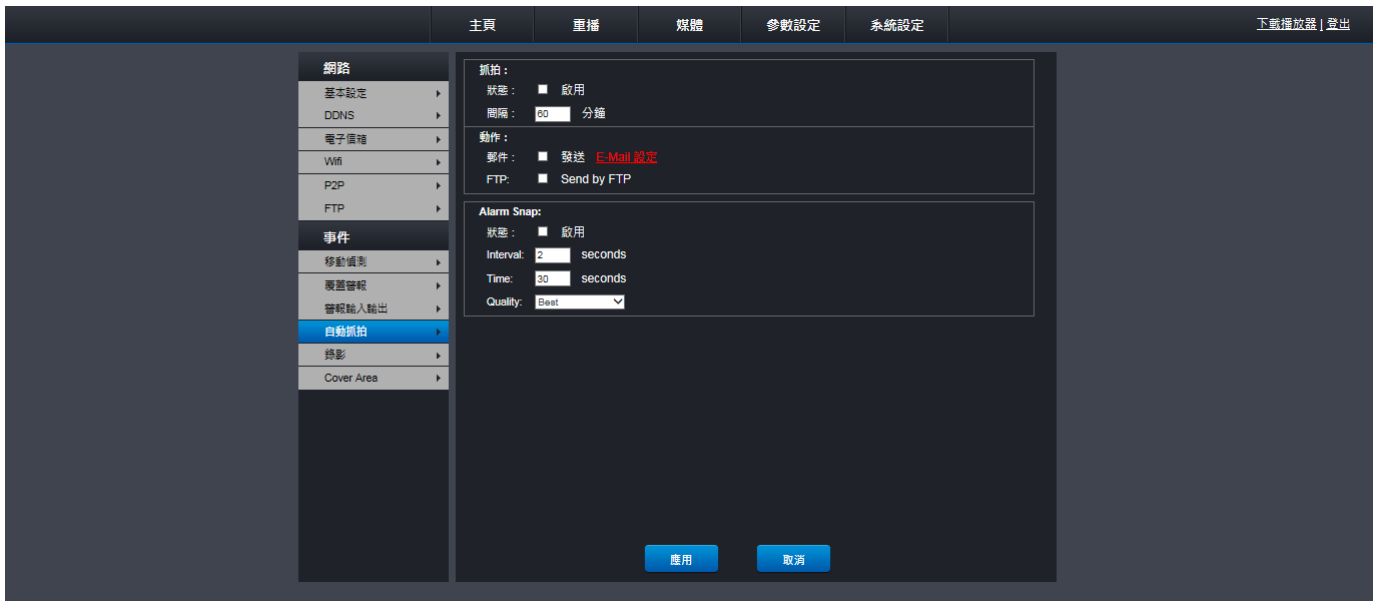 主頁 重播 媒體 參數設定 系統設定 下載播放器 | 登出
網路
基本設定
DDNS
電子信箱
Wifi
P2P
FTP
事件
移動偵測
覆蓋警報
警報輸入輸出
自動抓拍
錄影
Cover Area
抓拍 :
狀態 : 啟用
間隔 : 60 分鐘
動作 :
郵件 : 發送 E-Mail 設定
FTP: Send by FTP
Alarm Snap:
狀態 : 啟用
Interval: 2 seconds
Time: 30 seconds
Quality: Best
應用 取消